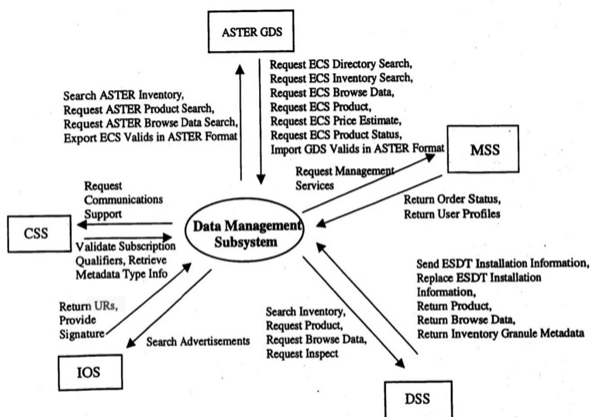 ASTER GDS
Request ECS Directory Search,
Request ECS Inventory Search,
Request ECS Browse Data,
Request ECS Product,
Request ECS Price Estimate,
Request ECS Product Status,
Import GDS Valids in ASTER Format
Search ASTER Inventory,
Request ASTER Product Search,
Request ASTER Browse Data Search,
Export ECS Valids in ASTER Format
MSS
Request Management
Services
Return Order Status,
Return User Profiles
Request
Communications
Support
CSS
Data Management
Subsystem
Validate Subscription
Qualifiers, Retrieve
Metadata Type Info
Send ESDT Installation Information,
Replace ESDT Installation
Information,
Return Product,
Return Browse Data,
Return Inventory Granule Metadata
Return URs,
Provide
Signature
Search Advertisements
Search Inventory,
Request Product,
Request Browse Data,
Request Inspect
IOS
DSS